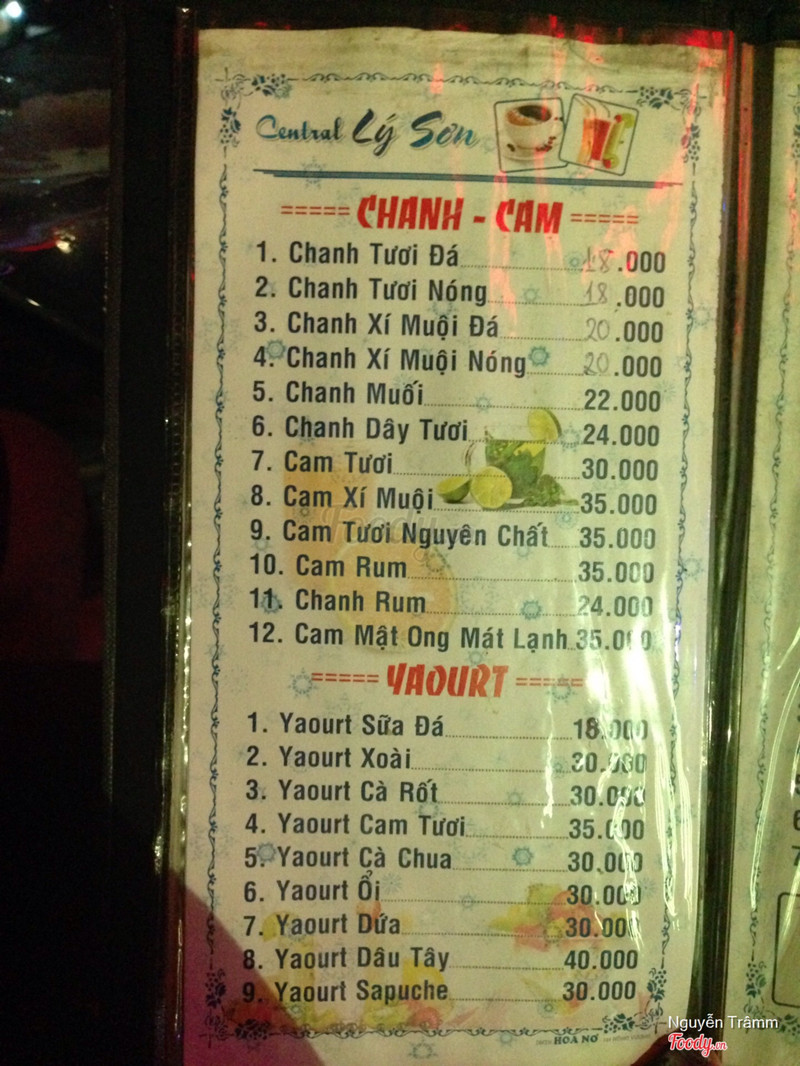 Central Lý Sơn
===== CHANH - CAM =====
1. Chanh Tươi Đá 18.000
2. Chanh Tươi Nóng 18.000
3. Chanh Xí Muội Đá 20.000
4. Chanh Xí Muội Nóng 20.000
5. Chanh Muối 22.000
6. Chanh Dây Tươi 24.000
7. Cam Tươi 30.000
8. Cam Xí Muội 35.000
9. Cam Tươi Nguyên Chất 35.000
10. Cam Rum 35.000
11. Chanh Rum 24.000
12. Cam Mật Ong Mát Lạnh 35.000
===== YAOURT =====
1. Yaourt Sữa Đá 18.000
2. Yaourt Xoài 30.000
3. Yaourt Cà Rốt 30.000
4. Yaourt Cam Tươi 35.000
5. Yaourt Cà Chua 30.000
6. Yaourt Ổi 30.000
7. Yaourt Dứa 30.000
8. Yaourt Dâu Tây 40.000
9. Yaourt Sapuche 30.000
HOA NỞ
Nguyễn Trâmm
Foody.vn